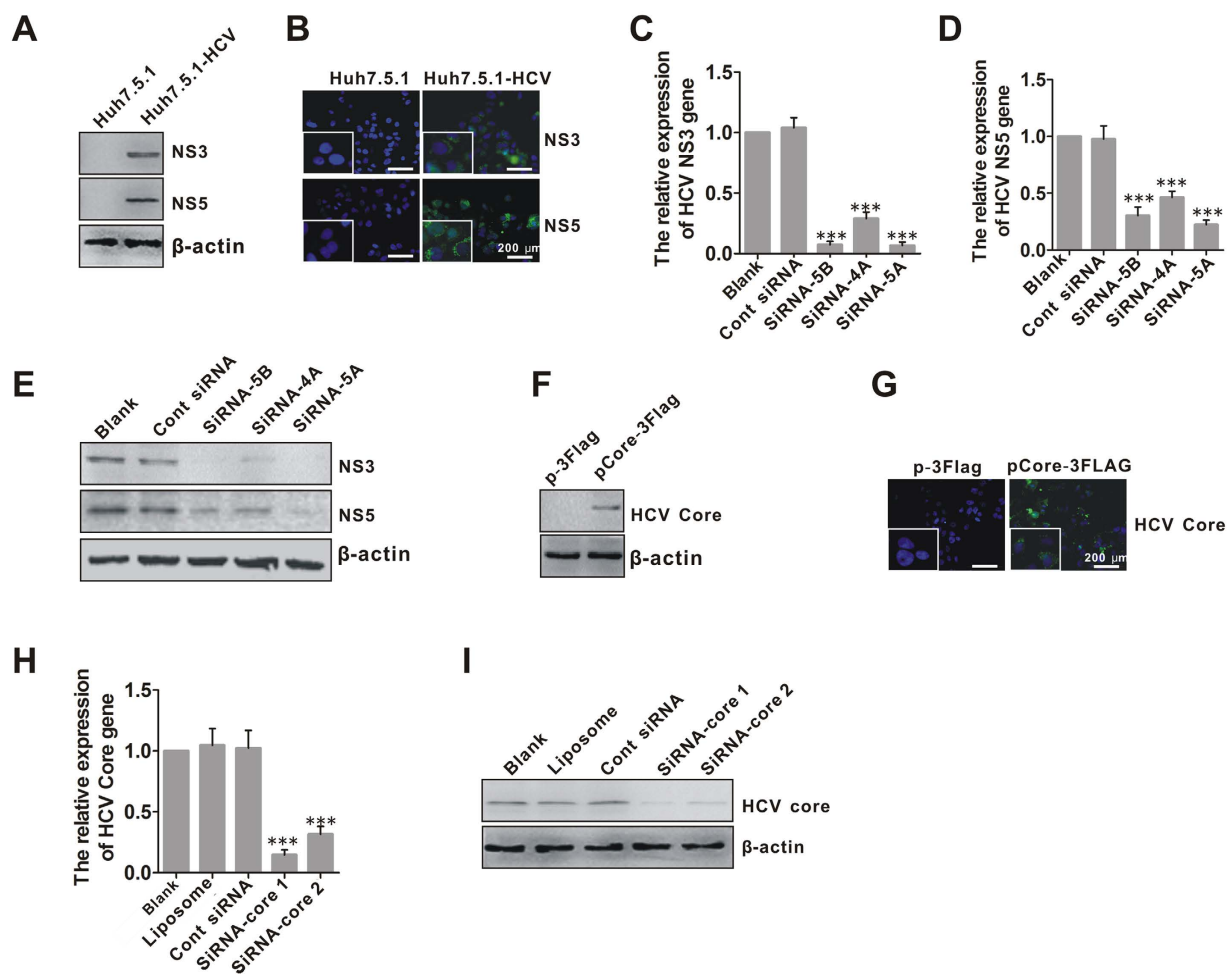 A
Huh7.5.1
Huh7.5.1-HCV
NS3
NS5
β-actin
B
Huh7.5.1
Huh7.5.1-HCV
NS3
NS5
200 μm
C
The relative expression
of HCV NS3 gene
1.5
1.0
0.5
0.0
***
***
***
Blank
Cont siRNA
SiRNA-5B
SiRNA-4A
SiRNA-5A
D
The relative expression
of HCV NS5 gene
1.5
1.0
0.5
0.0
***
***
***
Blank
Cont SiRNA
SiRNA-5B
SiRNA-4A
SiRNA-5A
E
Blank
Cont siRNA
SiRNA-5B
SiRNA-4A
SiRNA-5A
NS3
NS5
β-actin
F
p-3Flag
pCore-3Flag
HCV Core
β-actin
G
p-3Flag
pCore-3FLAG
HCV Core
200 μm
H
The relative expression
of HCV Core gene
1.5
1.0
0.5
0.0
***
***
Blank
Liposome
Cont siRNA
SiRNA-core 1
SiRNA-core 2
I
Blank
Liposome
Cont siRNA
SiRNA-core 1
SiRNA-core 2
HCV core
β-actin